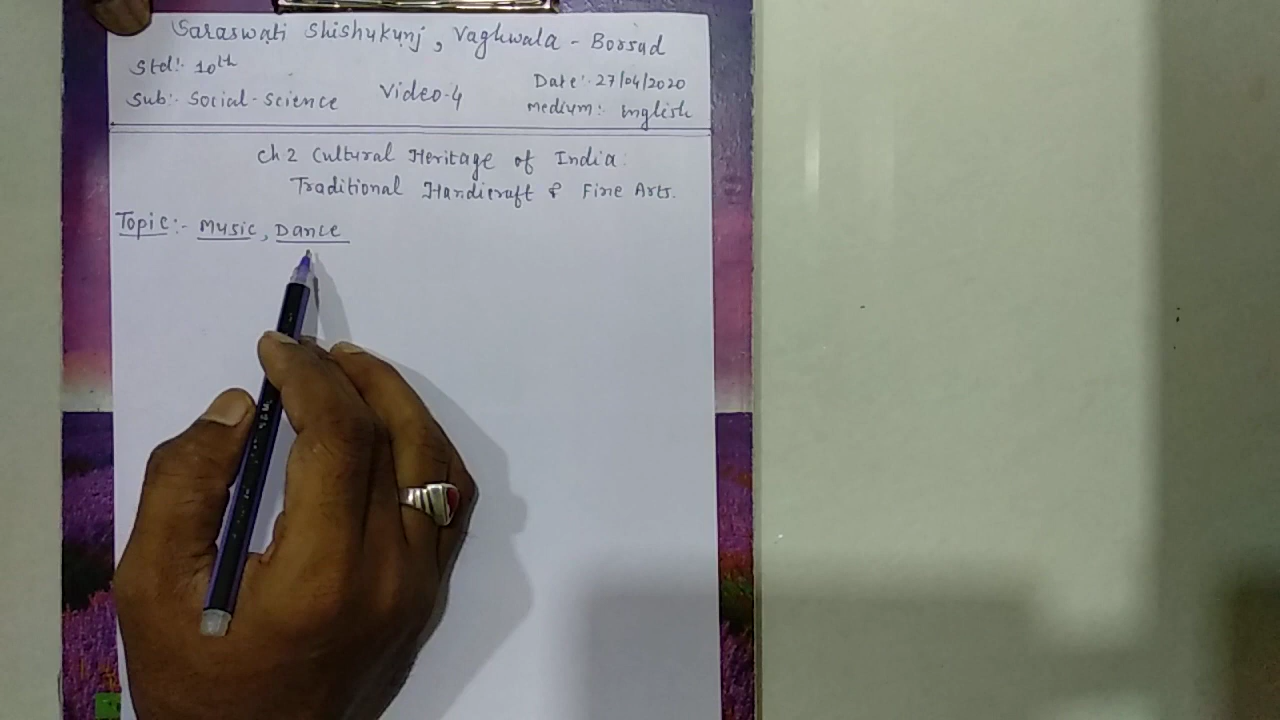 Saraswati Shishukunj, Vaghwala - Borsad
Std:- 10th
Date:- 27/04/2020
Sub:- Social-Science
Video-4
Medium:- English
Ch 2 Cultural Heritage of India:
Traditional Handicraft & Fine Arts.
Topic:- Music, Dance